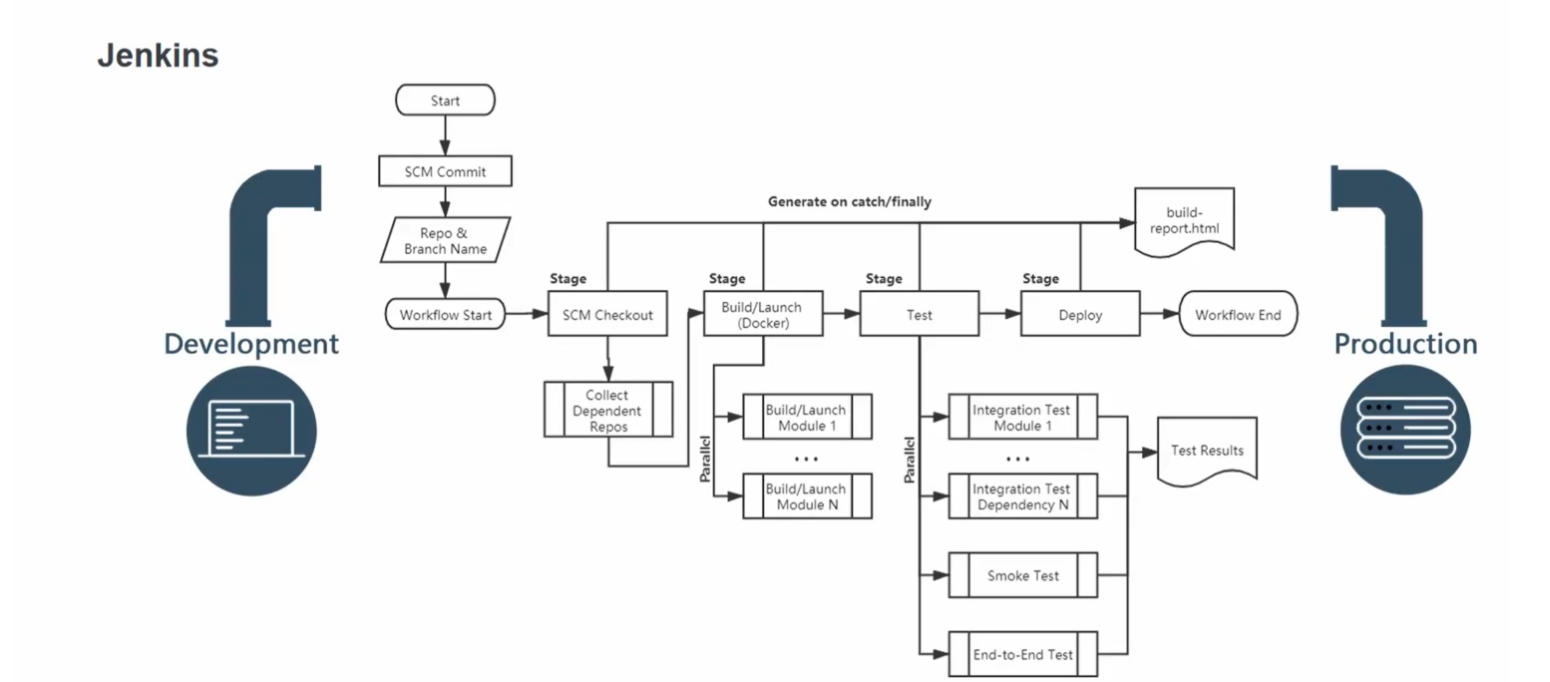 Jenkins
Start
SCM Commit
Repo &
Branch Name
Workflow Start
Generate on catch/finally
build-
report.html
Stage
SCM Checkout
Stage
Build/Launch
(Docker)
Stage
Test
Stage
Deploy
Workflow End
Development
Production
Collect
Dependent
Repos
Parallel
Build/Launch
Module 1
...
Build/Launch
Module N
Parallel
Integration Test
Module 1
...
Integration Test
Dependency N
Smoke Test
End-to-End Test
Test Results